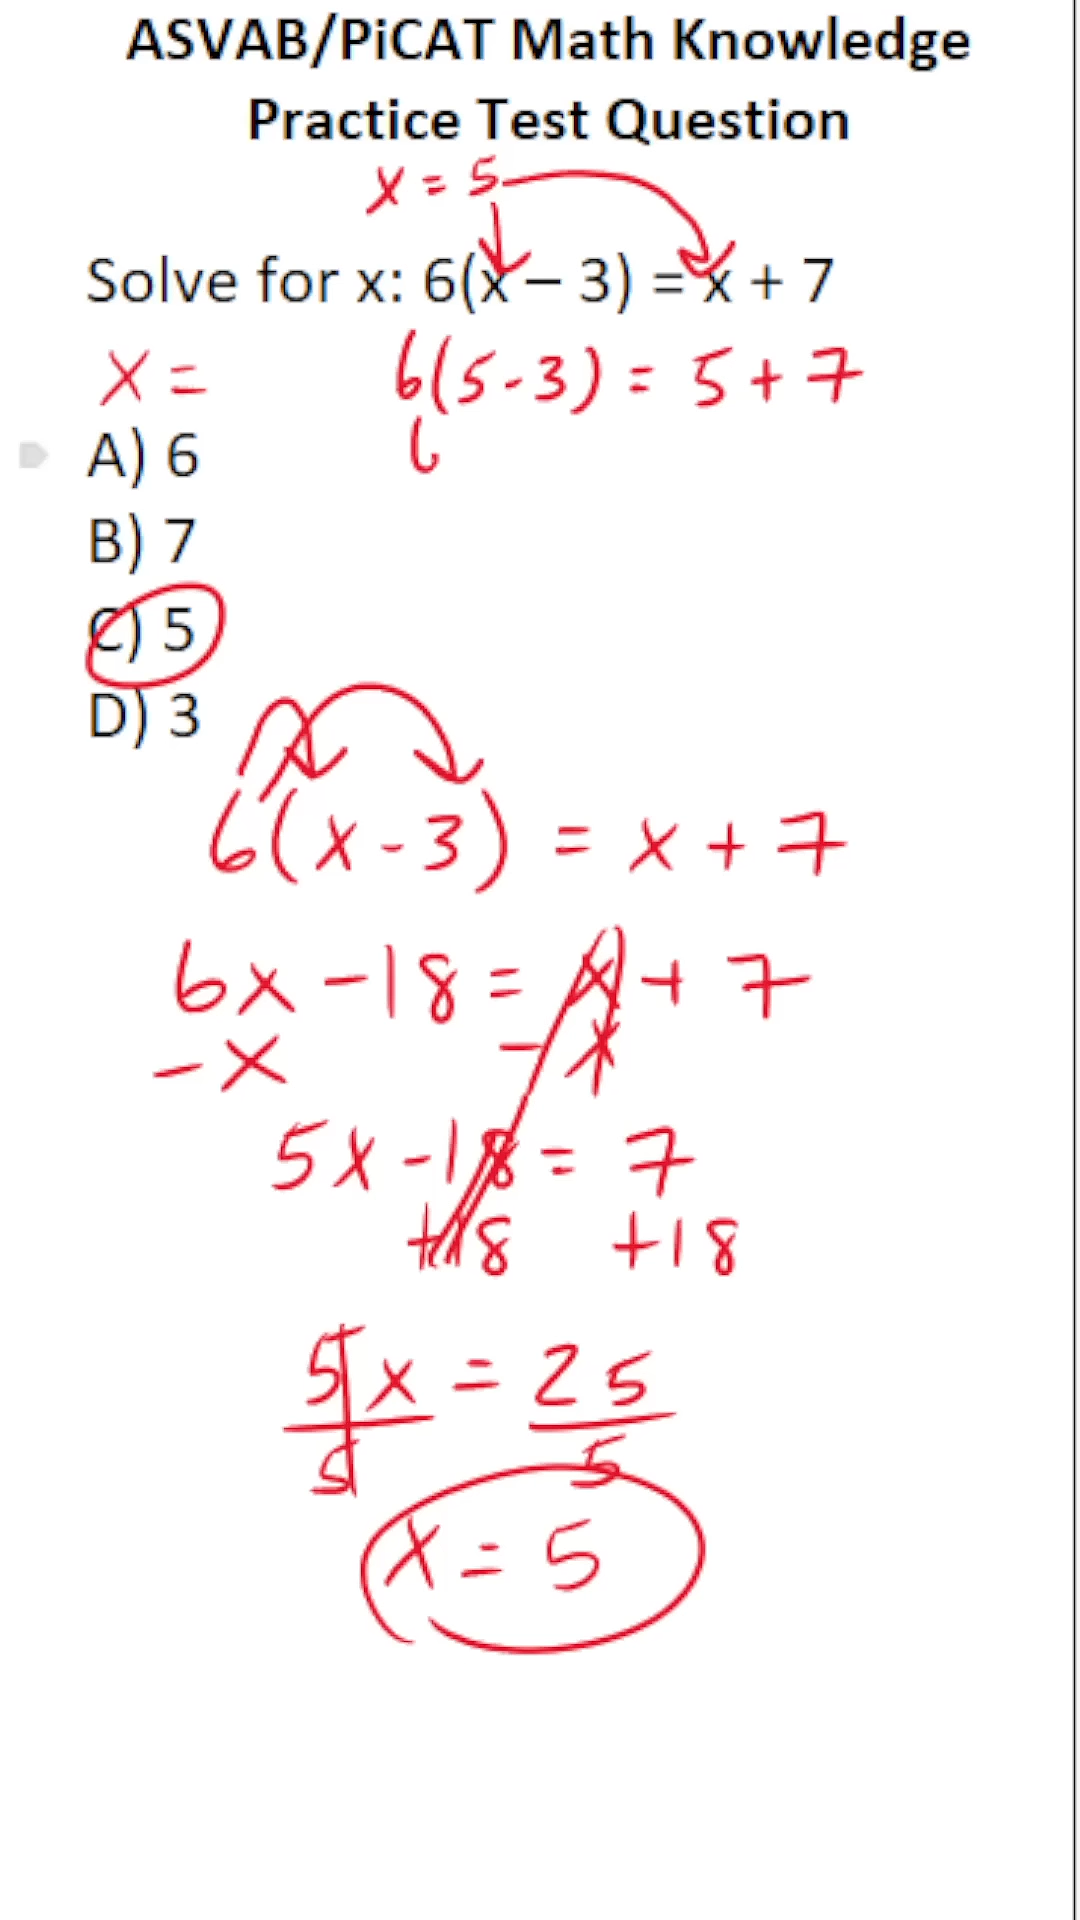 ASVAB/PiCAT Math Knowledge
Practice Test Question
x = 5
Solve for x: 6(x – 3) = x + 7
x =
6(5-3) = 5 + 7
6
A) 6
B) 7
C) 5
D) 3
6(x - 3) = x + 7
6x - 18 = x + 7
-x - x
5x - 18 = 7
+18 +18
5x = 25
5 5
x = 5